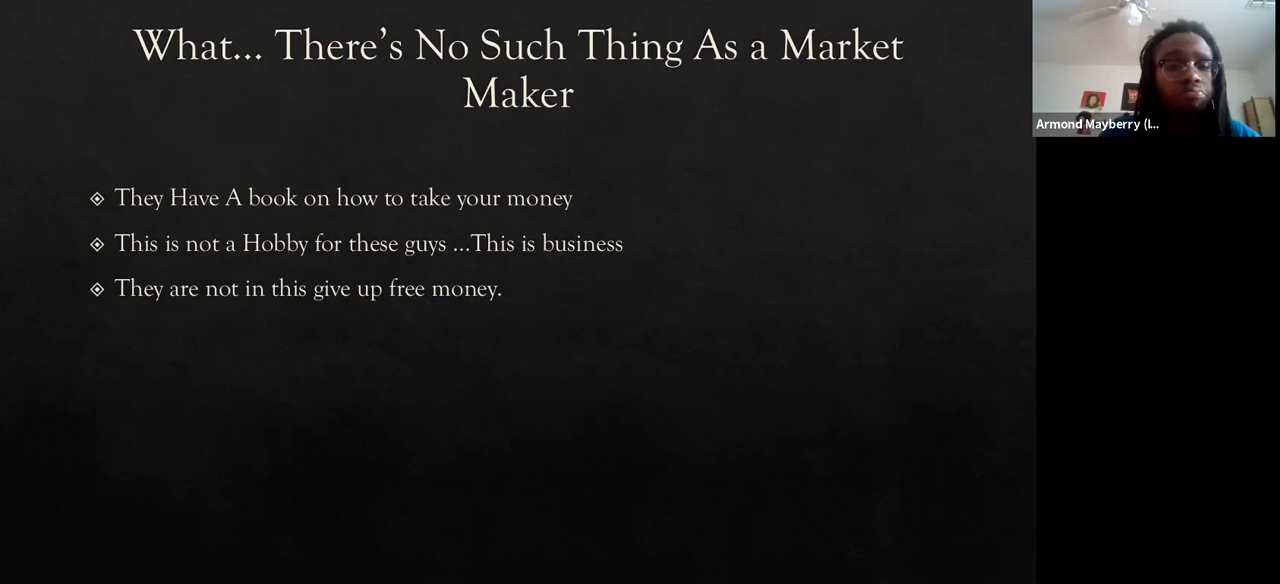 What... There's No Such Thing As a Market
Maker
They Have A book on how to take your money
This is not a Hobby for these guys ...This is business
They are not in this give up free money.
Armond Mayberry (I...